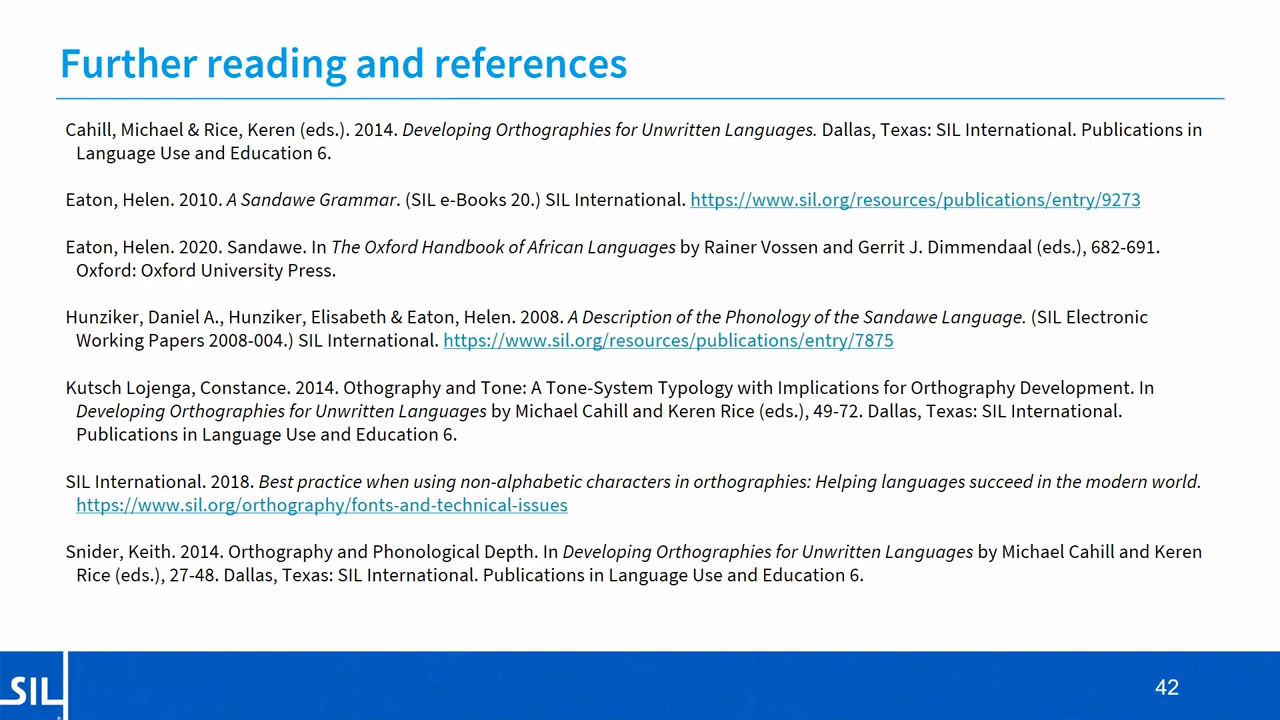 Further reading and references
Cahill, Michael & Rice, Keren (eds.). 2014. Developing Orthographies for Unwritten Languages. Dallas, Texas: SIL International. Publications in
Language Use and Education 6.
Eaton, Helen. 2010. A Sandawe Grammar. (SIL e-Books 20.) SIL International. https://www.sil.org/resources/publications/entry/9273
Eaton, Helen. 2020. Sandawe. In The Oxford Handbook of African Languages by Rainer Vossen and Gerrit J. Dimmendaal (eds.), 682-691.
Oxford: Oxford University Press.
Hunziker, Daniel A., Hunziker, Elisabeth & Eaton, Helen. 2008. A Description of the Phonology of the Sandawe Language. (SIL Electronic
Working Papers 2008-004.) SIL International. https://www.sil.org/resources/publications/entry/7875
Kutsch Lojenga, Constance. 2014. Othography and Tone: A Tone-System Typology with Implications for Orthography Development. In
Developing Orthographies for Unwritten Languages by Michael Cahill and Keren Rice (eds.), 49-72. Dallas, Texas: SIL International.
Publications in Language Use and Education 6.
SIL International. 2018. Best practice when using non-alphabetic characters in orthographies: Helping languages succeed in the modern world.
https://www.sil.org/orthography/fonts-and-technical-issues
Snider, Keith. 2014. Orthography and Phonological Depth. In Developing Orthographies for Unwritten Languages by Michael Cahill and Keren
Rice (eds.), 27-48. Dallas, Texas: SIL International. Publications in Language Use and Education 6.
SIL
42